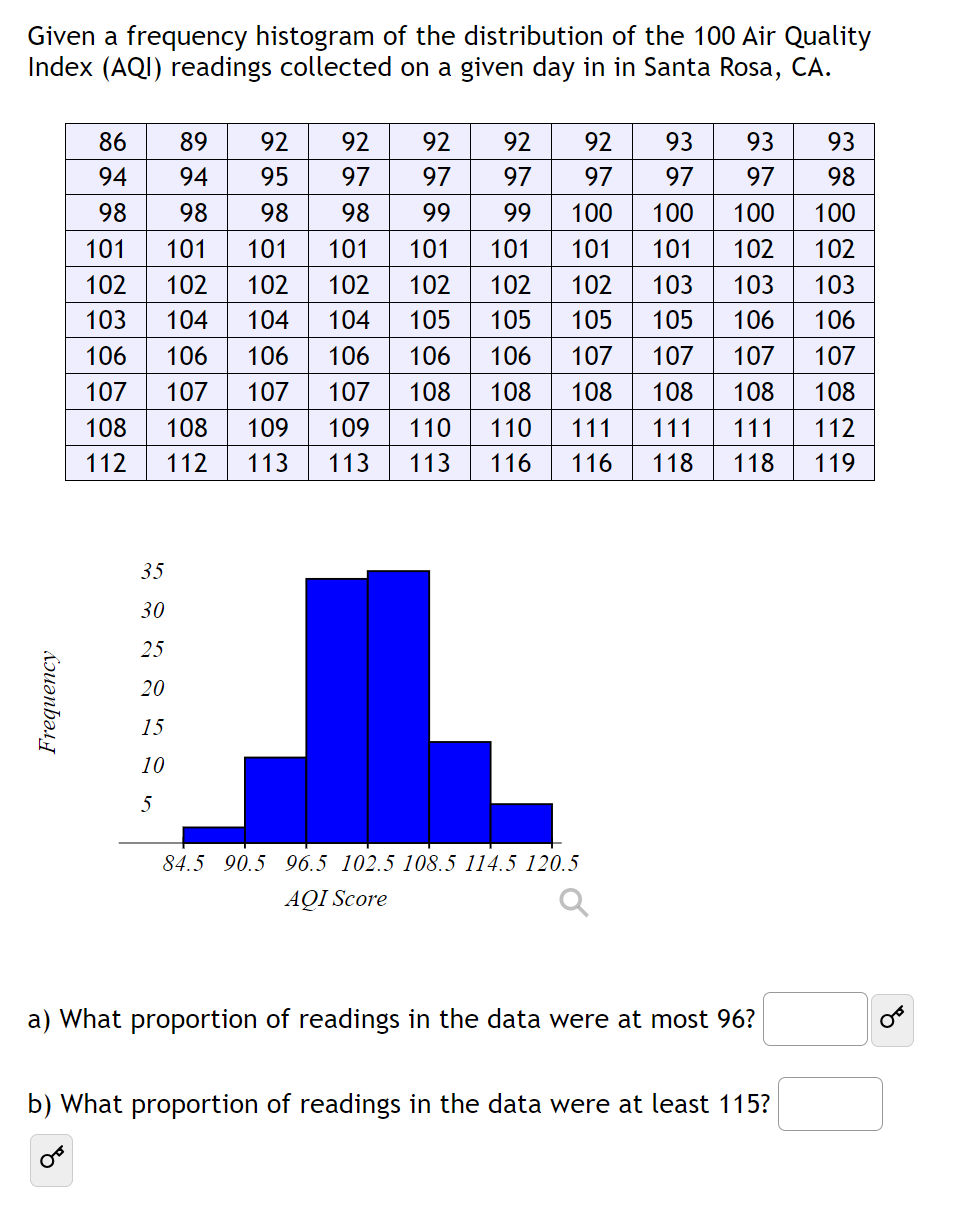 Given a frequency histogram of the distribution of the 100 Air Quality
Index (AQI) readings collected on a given day in in Santa Rosa, CA.
86 89 92 92 92 92 92 93 93 93
94 94 95 97 97 97 97 97 97 98
98 98 98 98 99 99 100 100 100 100
101 101 101 101 101 101 101 101 102 102
102 102 102 102 102 102 102 103 103 103
103 104 104 104 105 105 105 105 106 106
106 106 106 106 106 106 107 107 107 107
107 107 107 107 108 108 108 108 108 108
108 108 109 109 110 110 111 111 111 112
112 112 113 113 113 116 116 118 118 119
35
30
25
20
15
10
5
Frequency
84.5 90.5 96.5 102.5 108.5 114.5 120.5
AQI Score
a) What proportion of readings in the data were at most 96?
b) What proportion of readings in the data were at least 115?